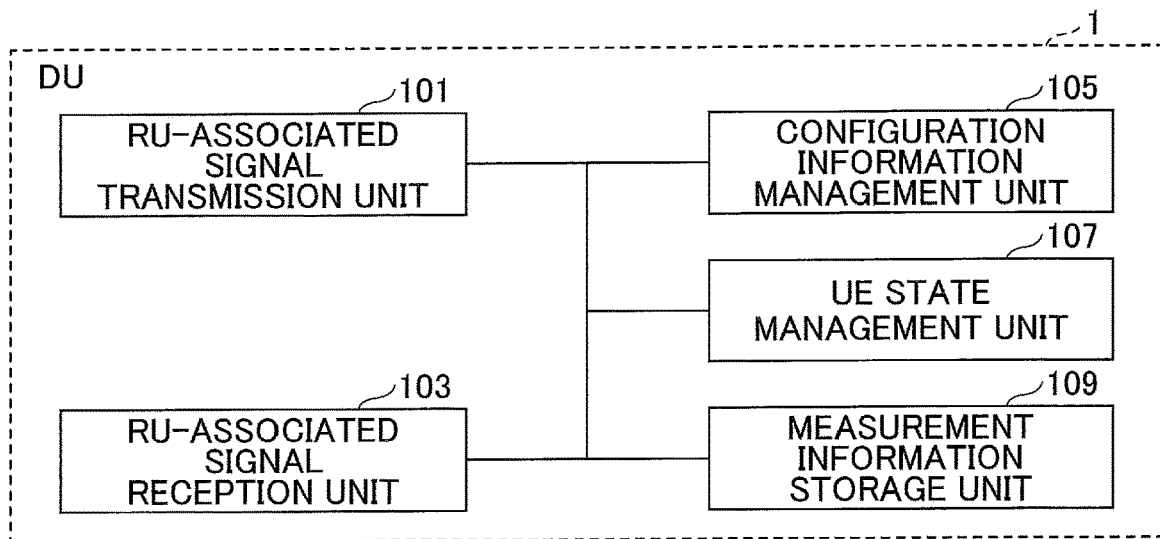 1
DU
101
RU-ASSOCIATED
SIGNAL
TRANSMISSION UNIT
105
CONFIGURATION
INFORMATION
MANAGEMENT UNIT
107
UE STATE
MANAGEMENT UNIT
103
RU-ASSOCIATED
SIGNAL
RECEPTION UNIT
109
MEASUREMENT
INFORMATION
STORAGE UNIT